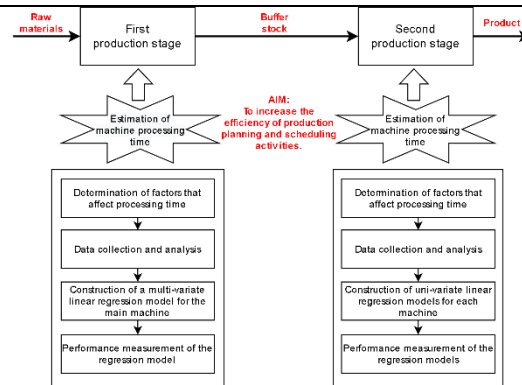 Raw
materials
First
production stage
Buffer
stock
Second
production stage
Product
Estimation of
machine processing
time
AIM:
To increase the
efficiency of production
planning and scheduling
activities.
Estimation of
machine processing
time
Determination of factors that
affect processing time
Data collection and analysis
Construction of a multi-variate
linear regression model for the
main machine
Performance measurement of the
regression model
Determination of factors that
affect processing time
Data collection and analysis
Construction of uni-variate linear
regression models for each
machine
Performance measurement of the
regression models